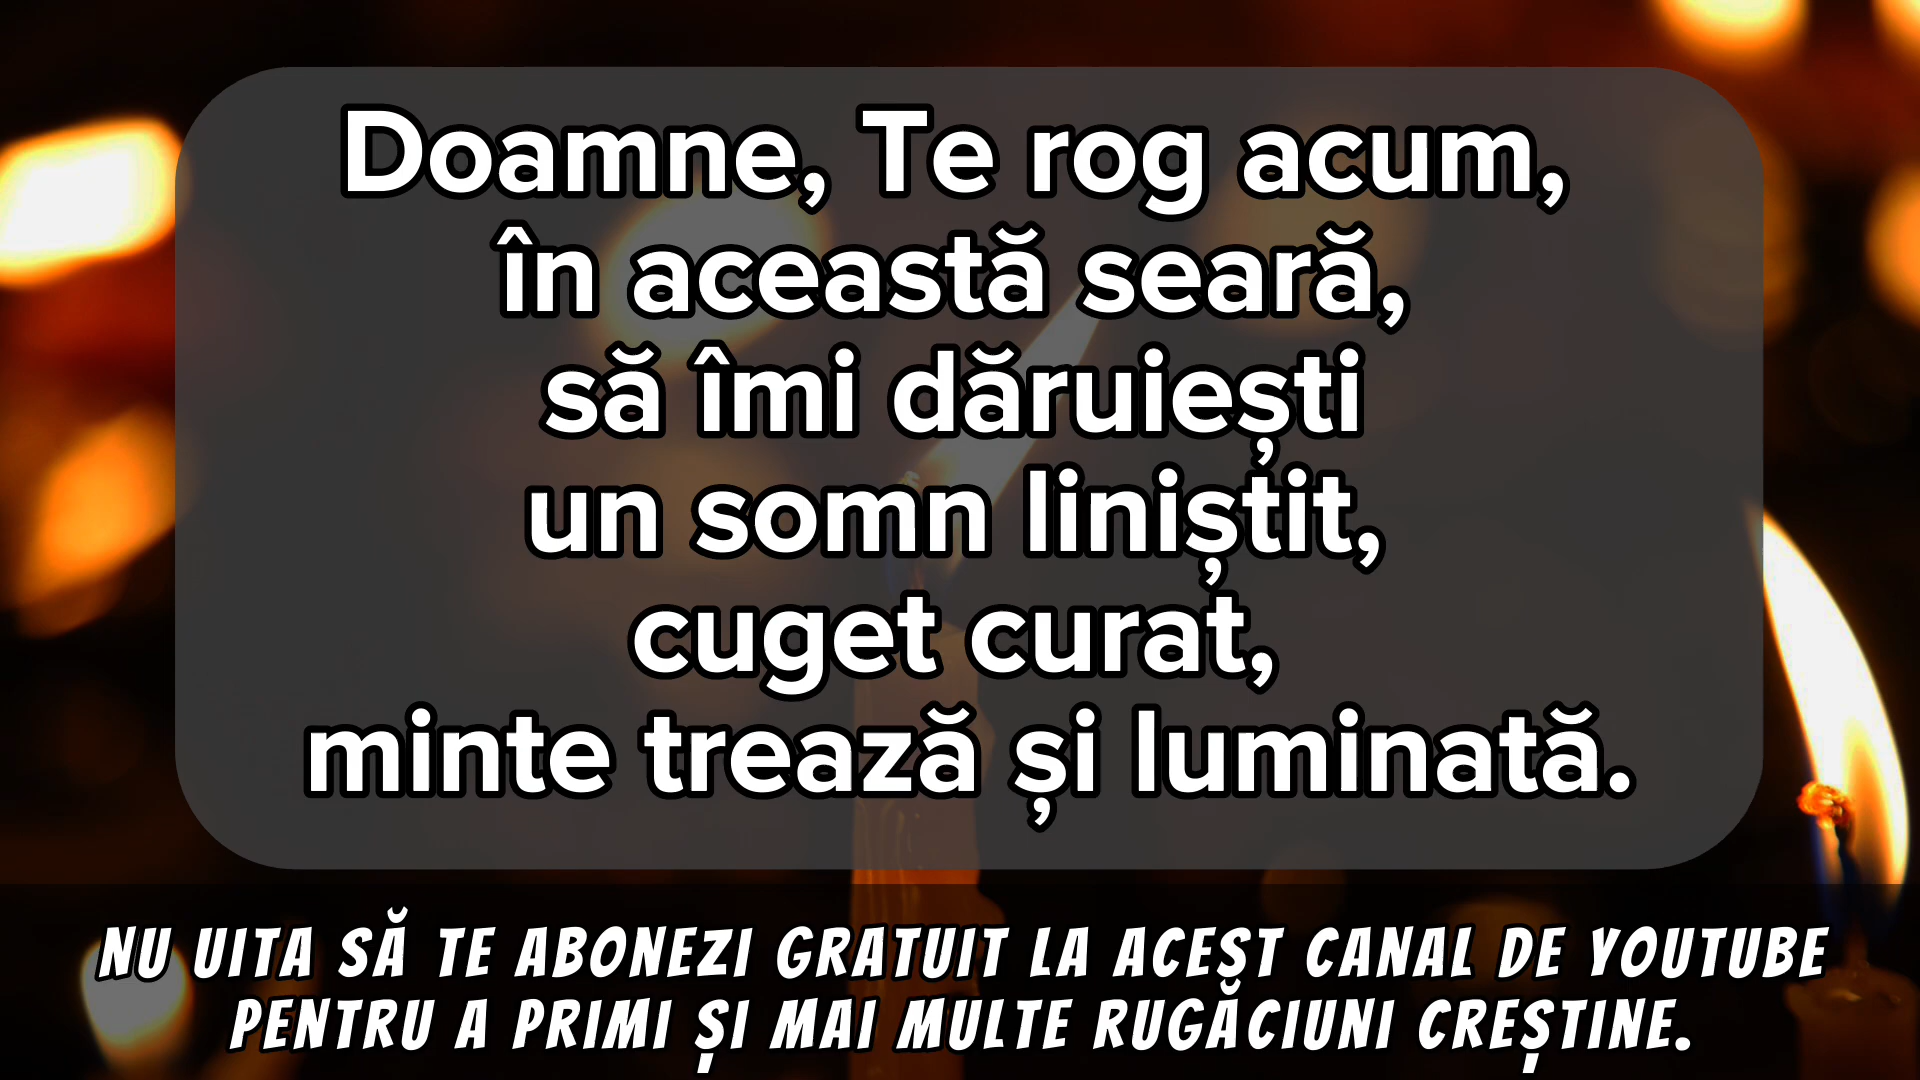 Doamne, Te rog acum,
în această seară,
să îmi dăruiești
un somn liniștit,
cuget curat,
minte trează și luminată.
NU UITA SĂ TE ABONEZI GRATUIT LA ACEST CANAL DE YOUTUBE
PENTRU A PRIMI ȘI MAI MULTE RUGĂCIUNI CREȘTINE.